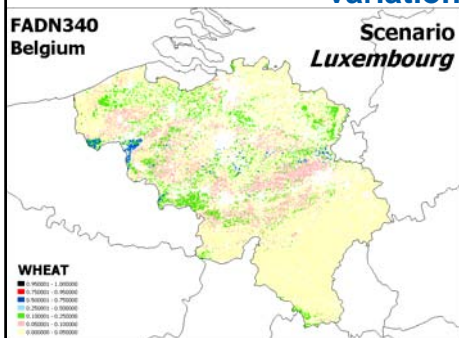 variation
FADN340
Belgium
Scenario
Luxembourg
WHEAT
0.950001 - 1.000000
0.750001 - 0.950000
0.500001 - 0.750000
0.250001 - 0.500000
0.100001 - 0.250000
0.050001 - 0.100000
0.000000 - 0.050000